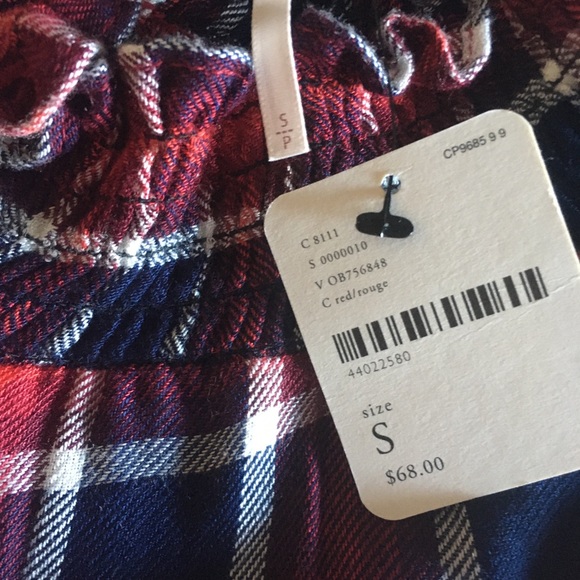 S
P
CP9685 9 9
C 8111
S 0000010
V OB756848
C red/rouge
44022580
size
S
$68.00